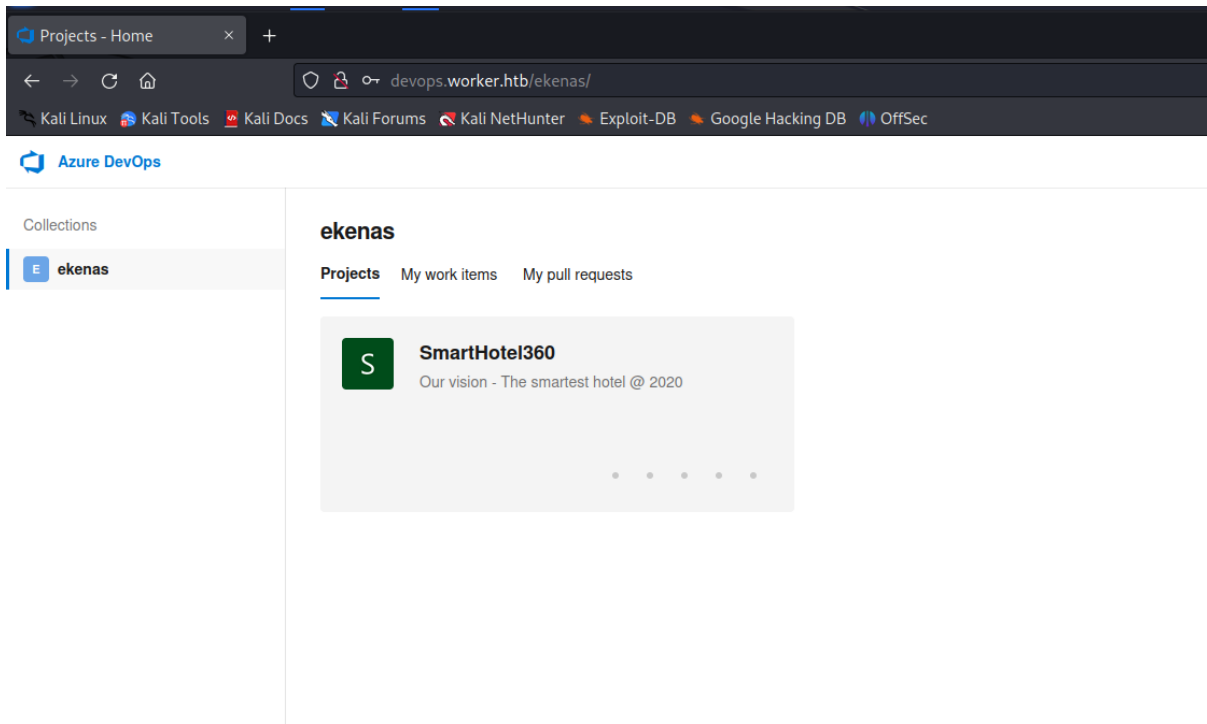 Projects - Home
devops.worker.htb/ekenas/
Kali Linux Kali Tools Kali Docs Kali Forums Kali NetHunter Exploit-DB Google Hacking DB OffSec
Azure DevOps
Collections
E ekenas
ekenas
Projects My work items My pull requests
S
SmartHotel360
Our vision - The smartest hotel @ 2020